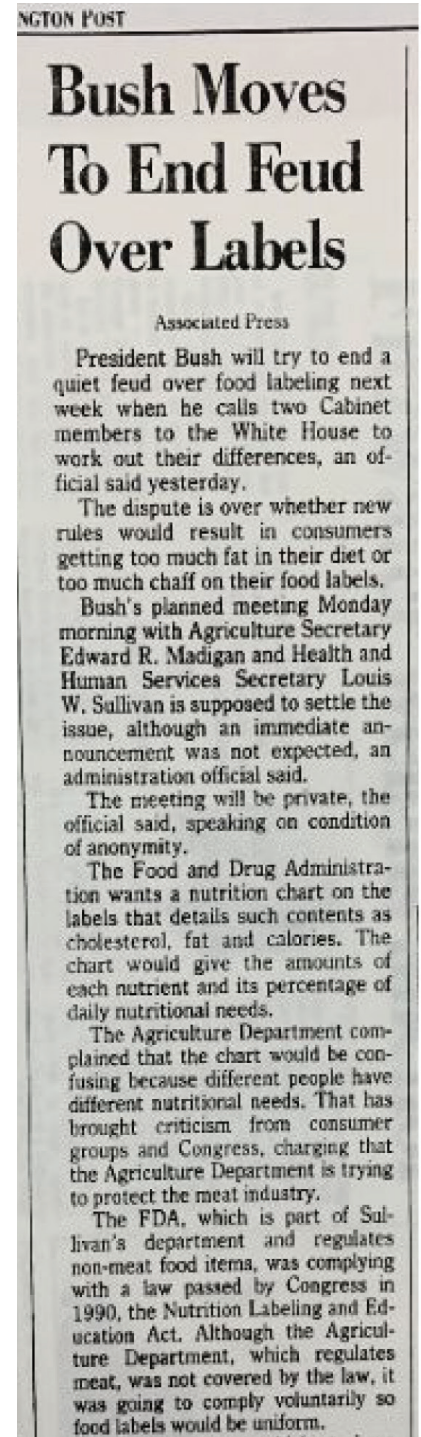 NGTON POST
Bush Moves
To End Feud
Over Labels
Associated Press
President Bush will try to end a
quiet feud over food labeling next
week when he calls two Cabinet
members to the White House to
work out their differences, an of-
ficial said yesterday.
The dispute is over whether new
rules would result in consumers
getting too much fat in their diet or
too much chaff on their food labels.
Bush's planned meeting Monday
morning with Agriculture Secretary
Edward R. Madigan and Health and
Human Services Secretary Louis
W. Sullivan is supposed to settle the
issue, although an immediate an-
nouncement was not expected, an
administration official said.
The meeting will be private, the
official said, speaking on condition
of anonymity.
The Food and Drug Administra-
tion wants a nutrition chart on the
labels that details such contents as
cholesterol, fat and calories. The
chart would give the amounts of
each nutrient and its percentage of
daily nutritional needs.
The Agriculture Department com-
plained that the chart would be con-
fusing because different people have
different nutritional needs. That has
brought criticism from consumer
groups and Congress, charging that
the Agriculture Department is trying
to protect the meat industry.
The FDA, which is part of Sul-
livan's department and regulates
non-meat food items, was complying
with a law passed by Congress in
1990, the Nutrition Labeling and Ed-
ucation Act. Although the Agricul-
ture Department, which regulates
meat, was not covered by the law, it
was going to comply voluntarily so
food labels would be uniform.